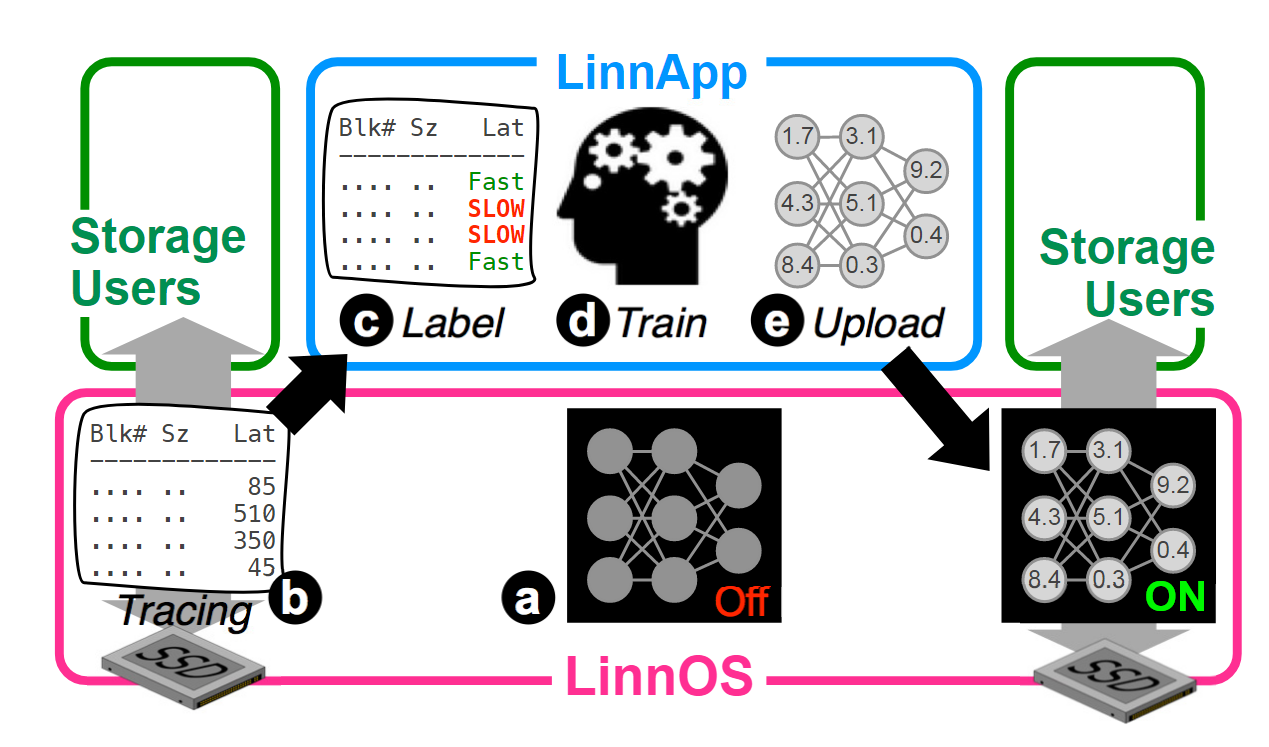 LinnApp
Blk# Sz Lat
-------------
.... .. Fast
.... .. SLOW
.... .. SLOW
.... .. Fast
c Label
d Train
1.7 3.1
9.2
4.3 5.1
0.4
8.4 0.3
e Upload
Storage
Users
Storage
Users
Blk# Sz Lat
-------------
.... .. 85
.... .. 510
.... .. 350
.... .. 45
Tracing b
a
Off
1.7 3.1
9.2
4.3 5.1
0.4
8.4 0.3
ON
SSD
LinnOS
SSD